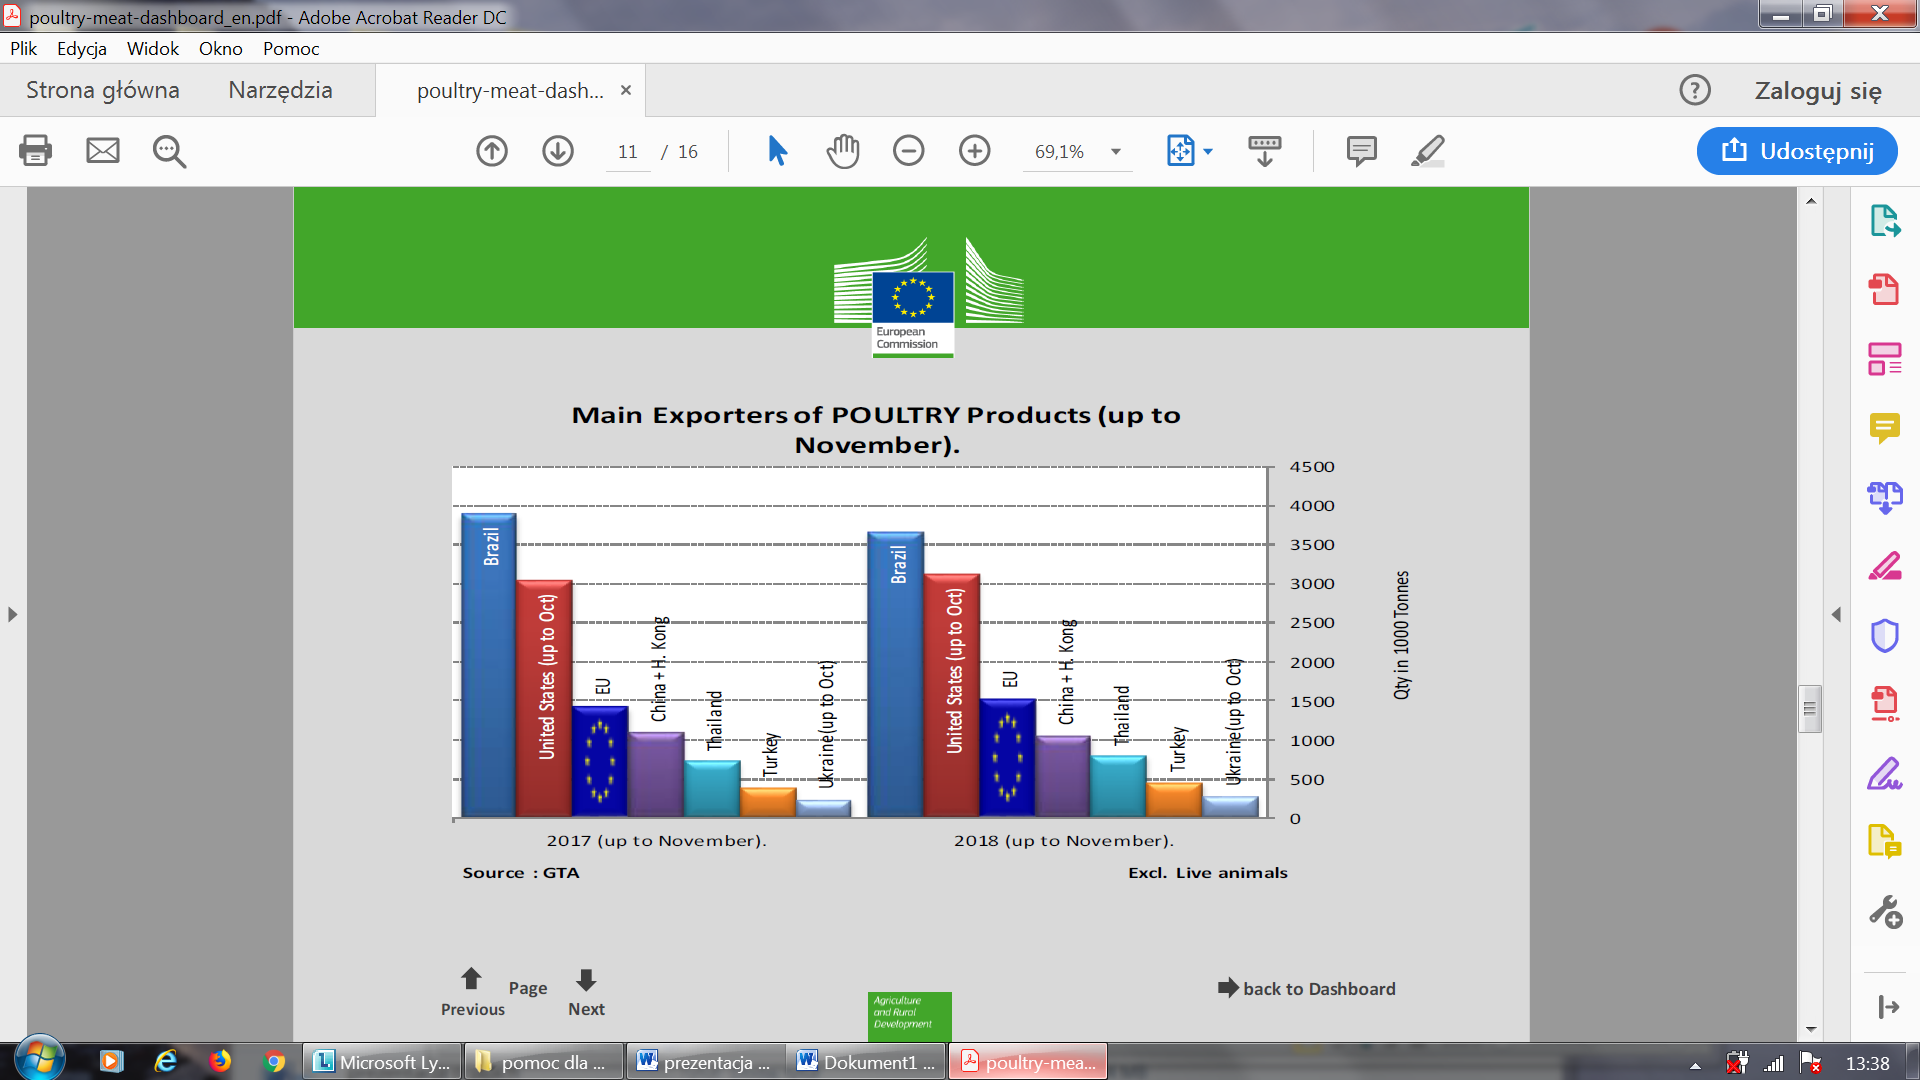 poultry-meat-dashboard_en.pdf - Adobe Acrobat Reader DC
Plik Edycja Widok Okno Pomoc
Strona główna Narzędzia poultry-meat-dash... × ? Zaloguj się
11 / 16 69,1% Udostępnij
European
Commission
Main Exporters of POULTRY Products (up to
November).
4500
4000
3500
3000
2500
2000
1500
1000
500
0
Qty in 1000 Tonnes
Brazil
United States (up to Oct)
EU
China + H. Kong
Thailand
Turkey
Ukraine(up to Oct)
Brazil
United States (up to Oct)
EU
China + H. Kong
Thailand
Turkey
Ukraine(up to Oct)
2017 (up to November). 2018 (up to November).
Source : GTA Excl. Live animals
Previous Page Next back to Dashboard
Agriculture
and Rural
Development
Microsoft Ly... pomoc dla ... prezentacja ... Dokument1 ... poultry-mea... 13:38